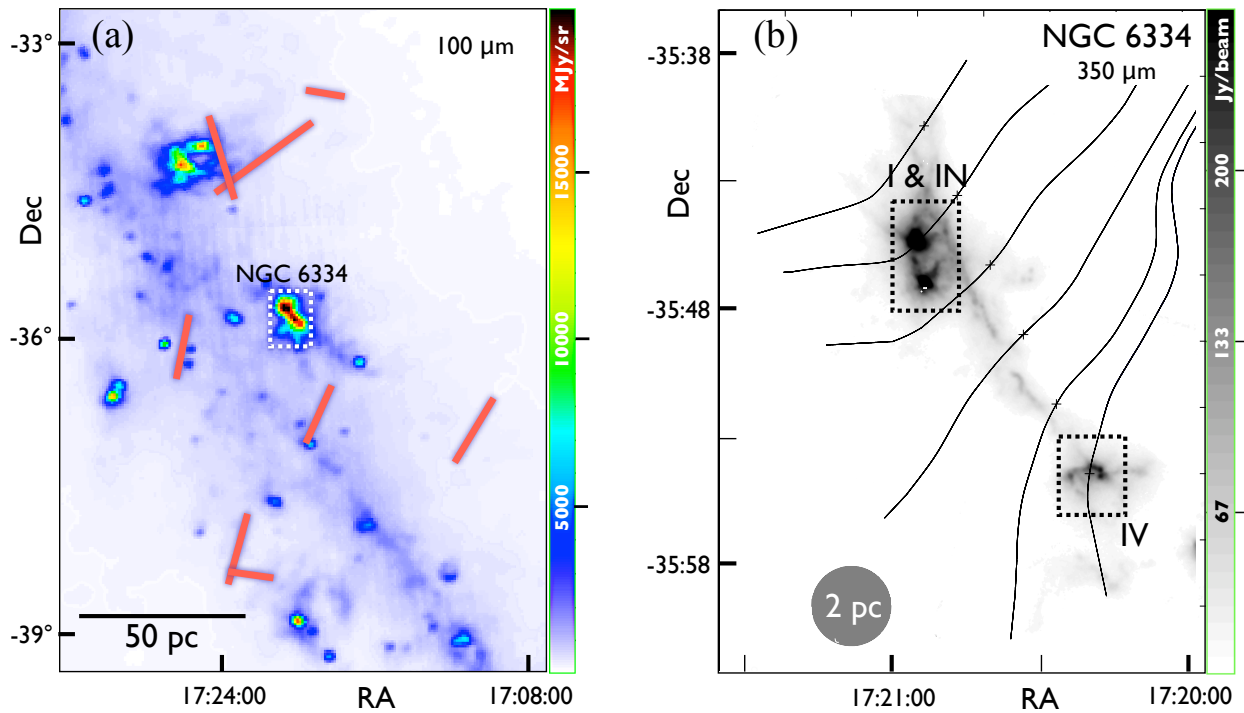 (a)
100 µm
MJy/sr
-33°
15000
Dec
NGC 6334
-36°
10000
5000
50 pc
-39°
17:24:00
RA
17:08:00
(b)
NGC 6334
350 µm
Jy/beam
-35:38
I & IN
200
Dec
-35:48
133
67
IV
-35:58
2 pc
17:21:00
RA
17:20:00